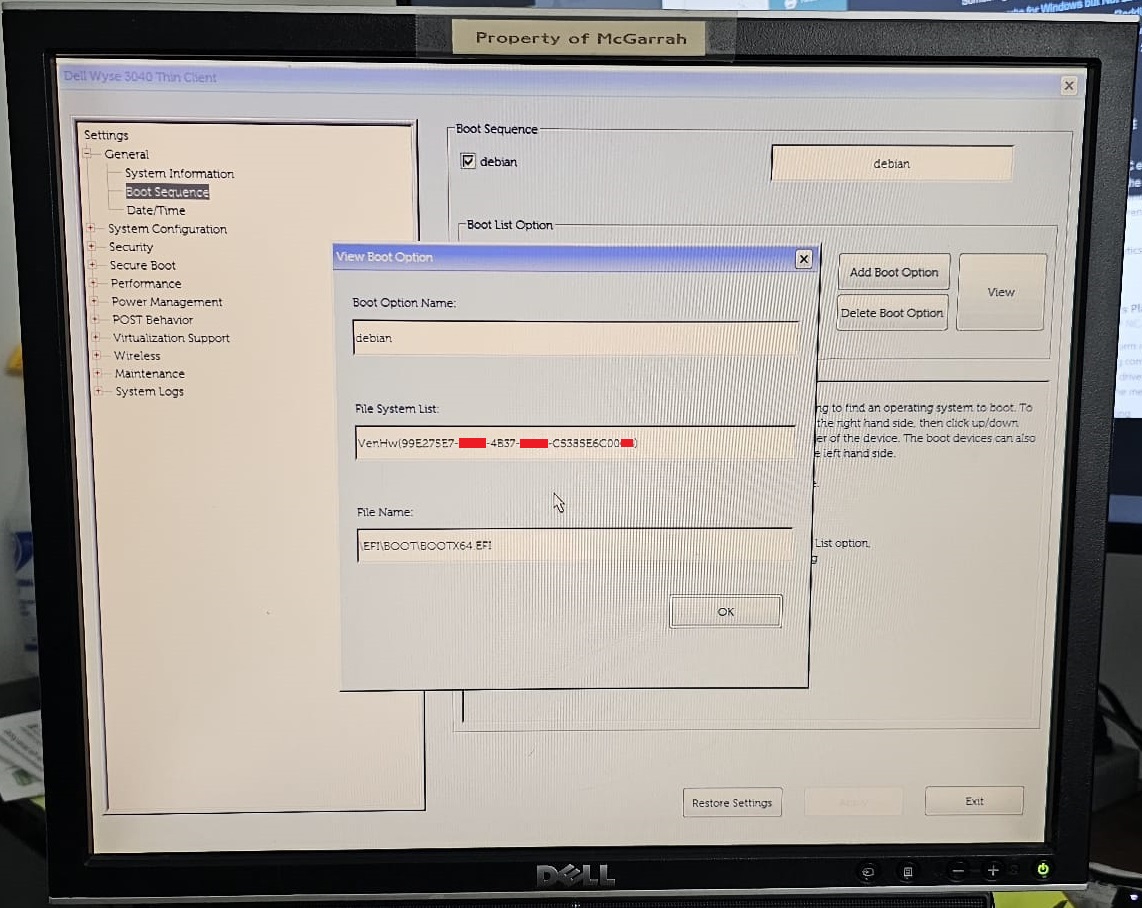 Property of McGarrah
Dell Wyse 3040 Thin Client
Settings
General
System Information
Boot Sequence
Date/Time
System Configuration
Security
Secure Boot
Performance
Power Management
POST Behavior
Virtualization Support
Wireless
Maintenance
System Logs
Boot Sequence
debian
debian
Boot List Option
Add Boot Option
Delete Boot Option
View
View Boot Option
Boot Option Name:
debian
File System List:
VenHw(99E275E7- -4B37- -C5385E6C00 )
File Name:
\EFI\BOOT\BOOTX64.EFI
OK
ng to find an operating system to boot. To
the right hand side, then click up/down
er of the device. The boot devices can also
e left hand side.
List option.
Restore Settings
Apply
Exit
DELL